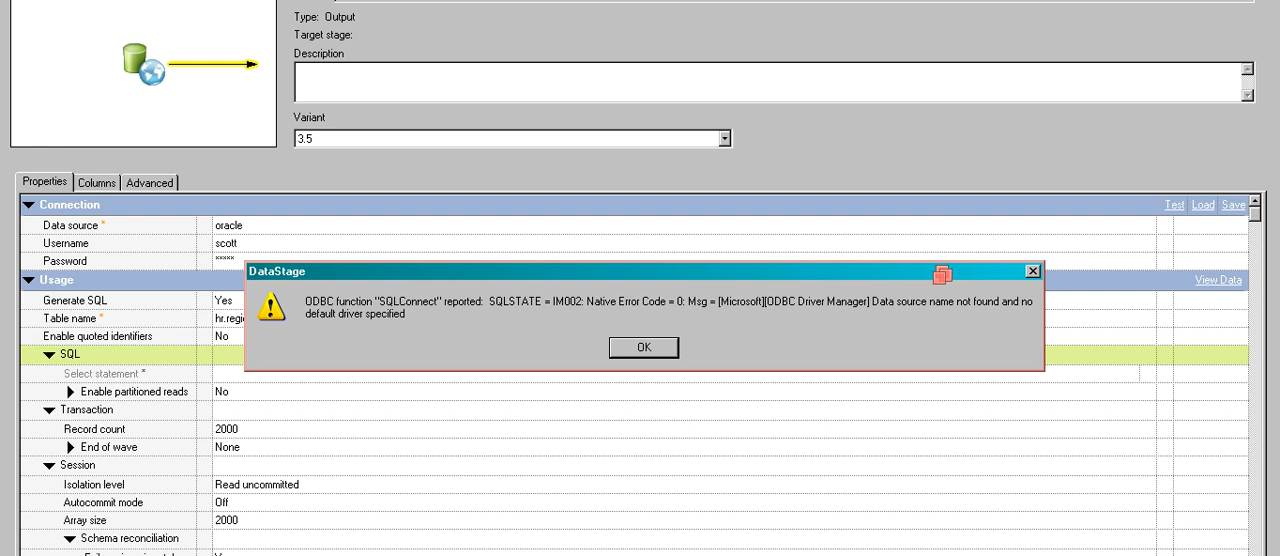 Type: Output
Target stage:
Description
Variant
3.5
Properties Columns Advanced
Connection Test Load Save
Data source * oracle
Username scott
Password *****
DataStage
Usage View Data
ODBC function "SQLConnect" reported: SQLSTATE = IM002: Native Error Code = 0: Msg = [Microsoft][ODBC Driver Manager] Data source name not found and no
default driver specified
Generate SQL Yes
Table name *
Enable quoted identifiers No
OK
SQL
Select statement *
Enable partitioned reads No
Transaction
Record count 2000
End of wave None
Session
Isolation level Read uncommitted
Autocommit mode Off
Array size 2000
Schema reconciliation